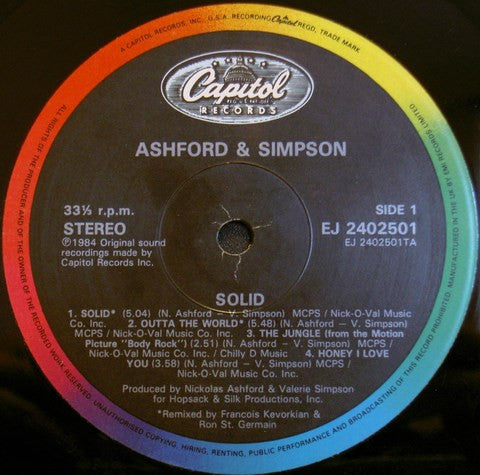 A CAPITOL RECORDS, INC., U.S.A. RECORDING Capitol REGD. TRADE MARK
Capitol
RECORDS
ASHFORD & SIMPSON
33⅓ r.p.m.
SIDE 1
STEREO
EJ 2402501
Ⓟ1984 Original sound
EJ 2402501TA
recordings made by
Capitol Records Inc.
SOLID
1. SOLID* (5.04) (N. Ashford – V. Simpson) MCPS / Nick-O-Val Music
Co. Inc. 2. OUTTA THE WORLD* (5.48) (N. Ashford – V. Simpson)
MCPS / Nick-O-Val Music Co. Inc. 3. THE JUNGLE (from the Motion
Picture "Body Rock") (2.51) (N. Ashford – V. Simpson) MCPS /
Nick-O-Val Music Co. Inc. / Chilly D Music 4. HONEY I LOVE
YOU (3.58) (N. Ashford – V. Simpson) MCPS /
Nick-O-Val Music Co. Inc.
Produced by Nickolas Ashford & Valerie Simpson
for Hopsack & Silk Productions, Inc.
*Remixed by Francois Kevorkian &
Ron St. Germain
ALL RIGHTS OF THE PRODUCER AND OF THE OWNER OF THE RECORDED WORK RESERVED. UNAUTHORISED COPYING, HIRING, RENTING, PUBLIC PERFORMANCE AND BROADCASTING OF THIS RECORD PROHIBITED. MANUFACTURED IN THE UK BY EMI RECORDS LIMITED